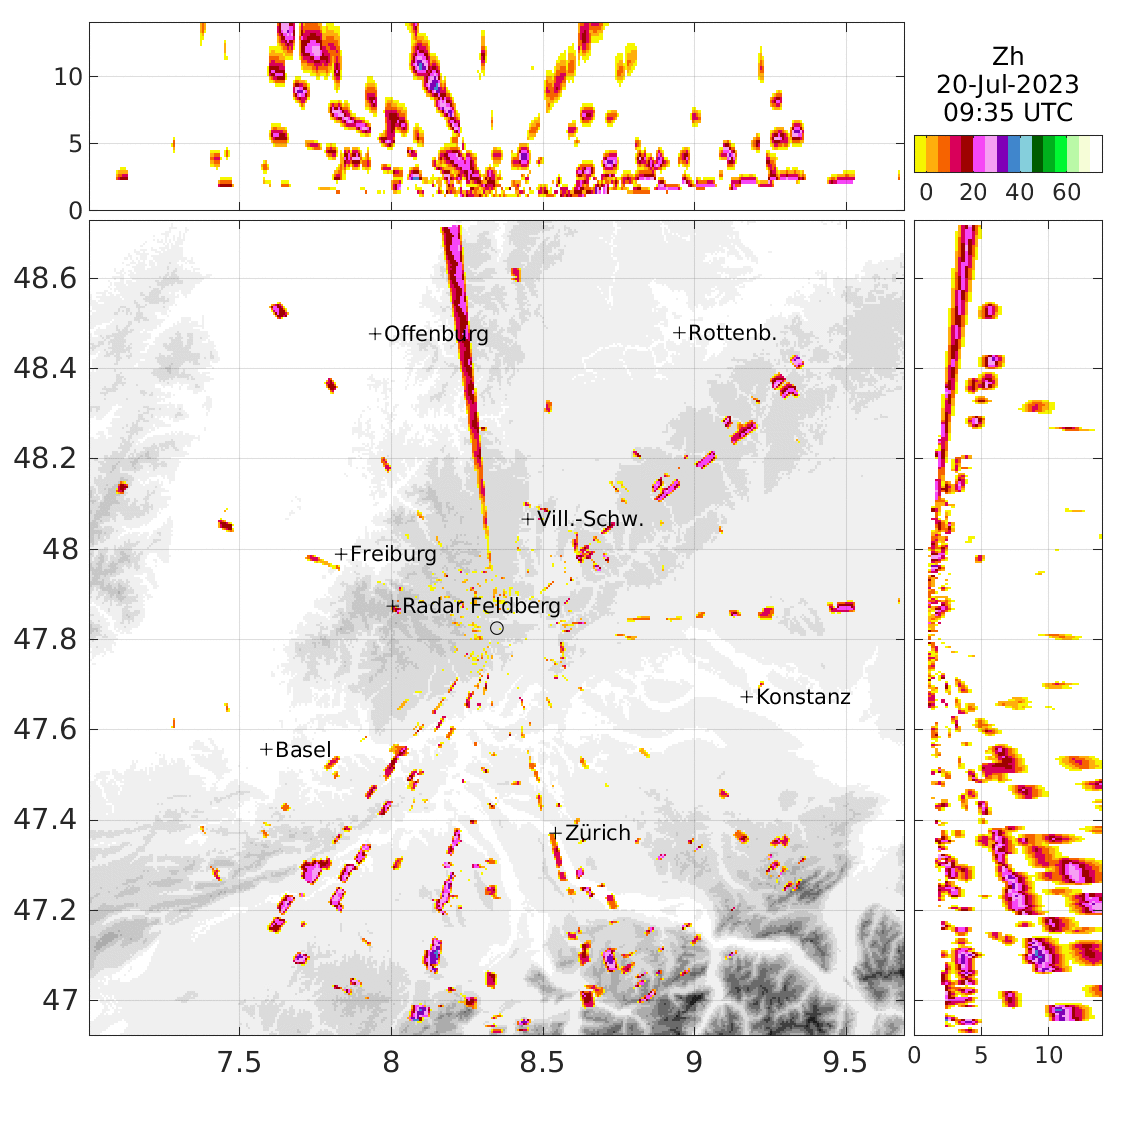 10
5
0
Zh
20-Jul-2023
09:35 UTC
0 20 40 60
48.6
48.4
48.2
48
47.8
47.6
47.4
47.2
47
+Offenburg
+Rottenb.
+Vill.-Schw.
+Freiburg
+Radar Feldberg
+Konstanz
+Basel
+Zürich
7.5 8 8.5 9 9.5
0 5 10